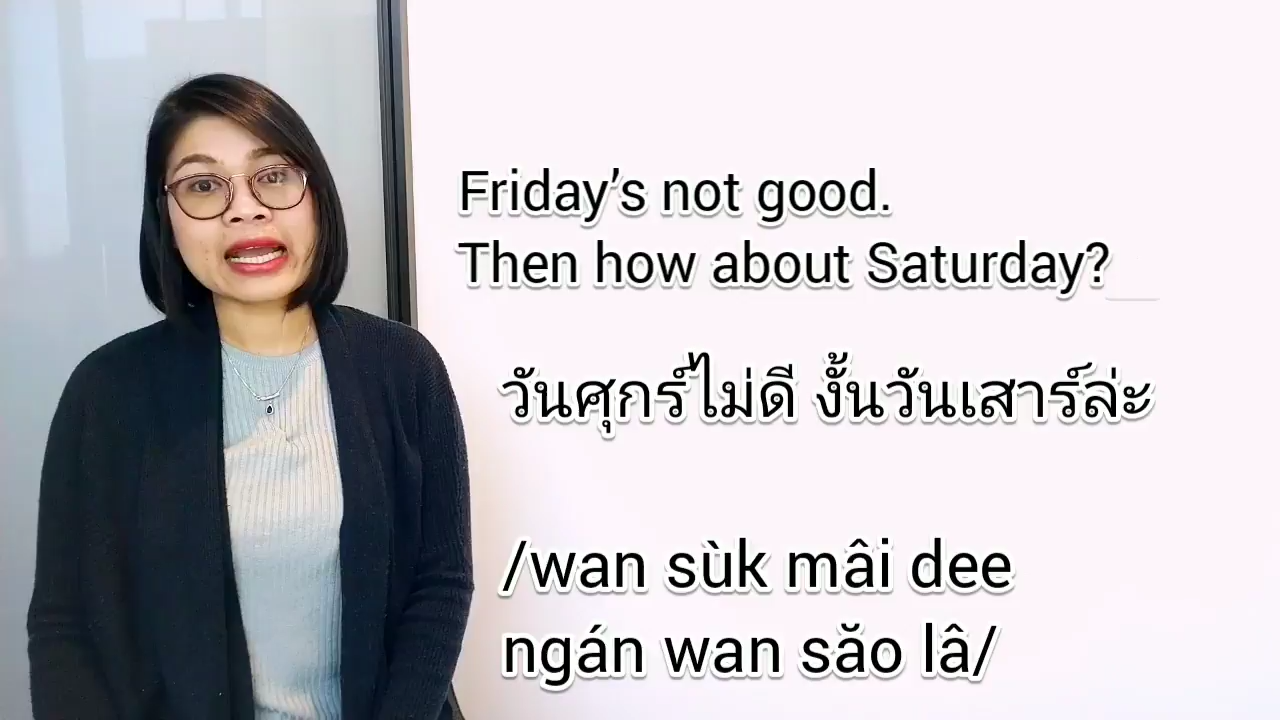 Friday’s not good.
Then how about Saturday?
วันศุกร์ไม่ดี งั้นวันเสาร์ล่ะ
/wan sùk mâi dee
ngán wan săo lâ/